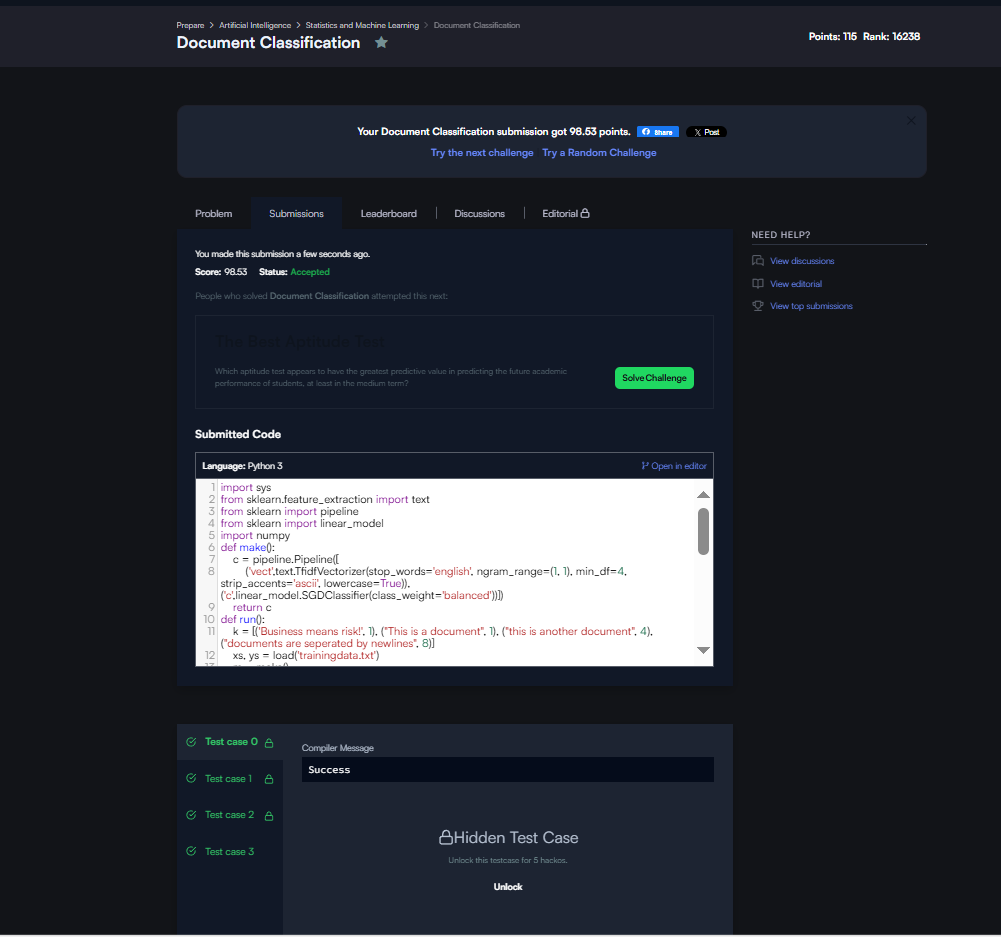 Prepare > Artificial Intelligence > Statistics and Machine Learning > Document Classification
Document Classification
Points: 115 Rank: 16238
Your Document Classification submission got 98.53 points. Share Post
Try the next challenge Try a Random Challenge
Problem Submissions Leaderboard Discussions Editorial
NEED HELP?
View discussions
View editorial
View top submissions
You made this submission a few seconds ago.
Score: 98.53 Status: Accepted
People who solved Document Classification attempted this next:
The Best Aptitude Test
Which aptitude test appears to have the greatest predictive value in predicting the future academic
performance of students, at least in the medium term?
Solve Challenge
Submitted Code
Language: Python 3 Open in editor
1 import sys
2 from sklearn.feature_extraction import text
3 from sklearn import pipeline
4 from sklearn import linear_model
5 import numpy
6 def make():
7 c = pipeline.Pipeline([
8 ('vect',text.TfidfVectorizer(stop_words='english', ngram_range=(1, 1), min_df=4,
strip_accents='ascii', lowercase=True)),
('c',linear_model.SGDClassifier(class_weight='balanced'))])
9 return c
10 def run():
11 k = [('Business means risk!', 1), ("This is a document", 1), ("this is another document", 4),
("documents are seperated by newlines", 8)]
12 xs, ys = load('trainingdata.txt')
Test case 0
Test case 1
Test case 2
Test case 3
Compiler Message
Success
Hidden Test Case
Unlock this testcase for 5 hackos.
Unlock